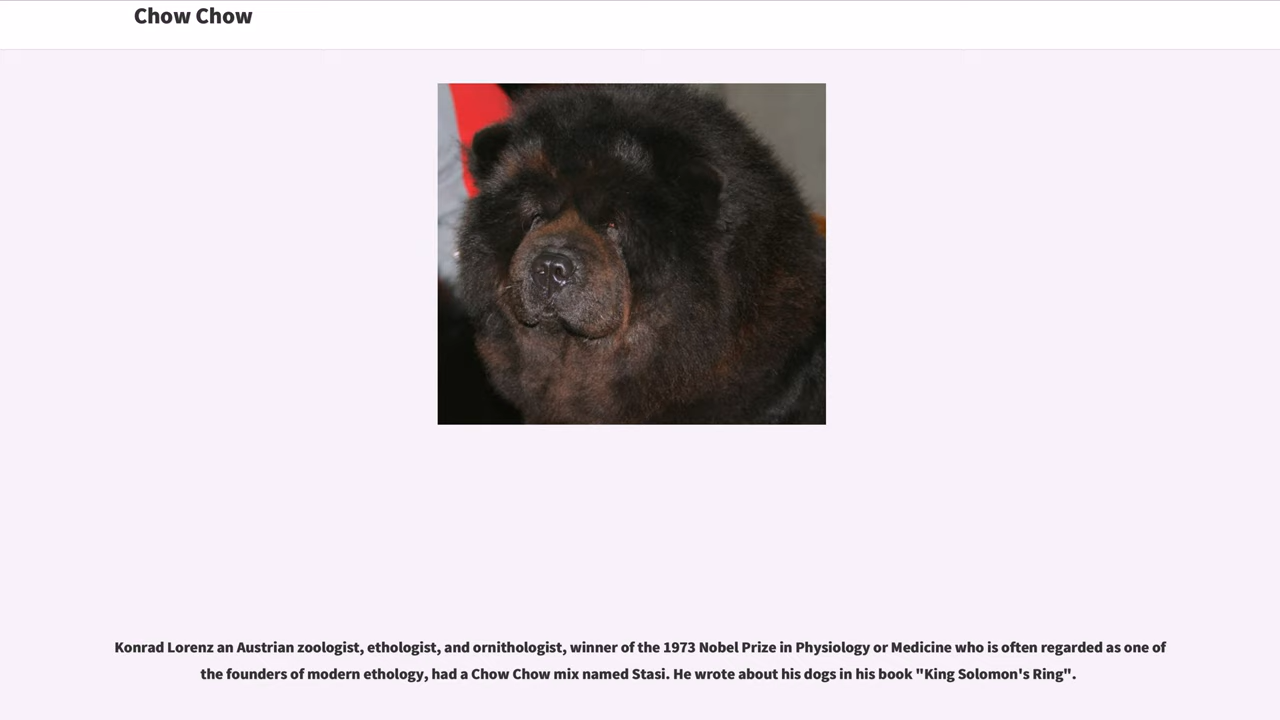 Chow Chow
Konrad Lorenz an Austrian zoologist, ethologist, and ornithologist, winner of the 1973 Nobel Prize in Physiology or Medicine who is often regarded as one of
the founders of modern ethology, had a Chow Chow mix named Stasi. He wrote about his dogs in his book "King Solomon's Ring".